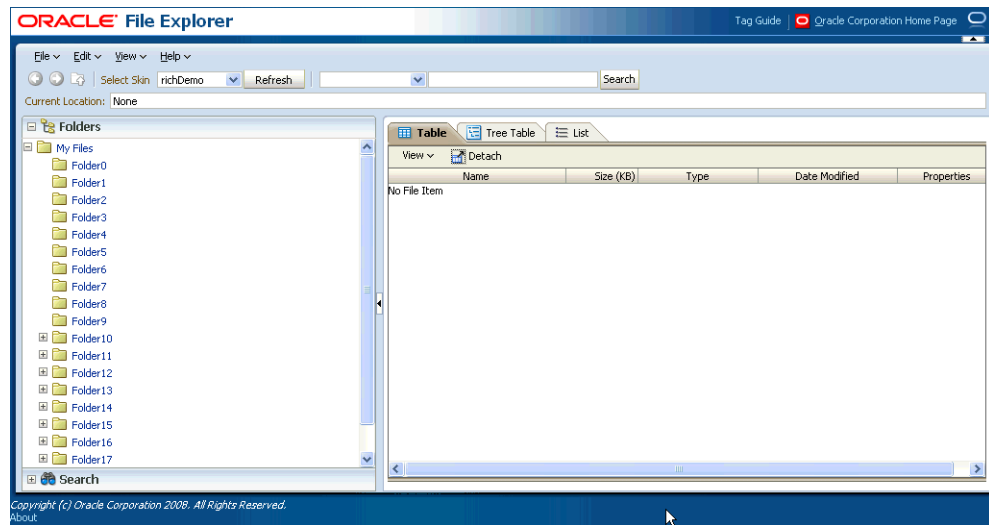 ORACLE File Explorer
Tag Guide
Oracle Corporation Home Page
File Edit View Help
Select Skin richDemo Refresh Search
Current Location: None
Folders
My Files
Folder0
Folder1
Folder2
Folder3
Folder4
Folder5
Folder6
Folder7
Folder8
Folder9
Folder10
Folder11
Folder12
Folder13
Folder14
Folder15
Folder16
Folder17
Search
Table Tree Table List
View Detach
Name Size (KB) Type Date Modified Properties
No File Item
Copyright (c) Oracle Corporation 2008. All Rights Reserved.
About